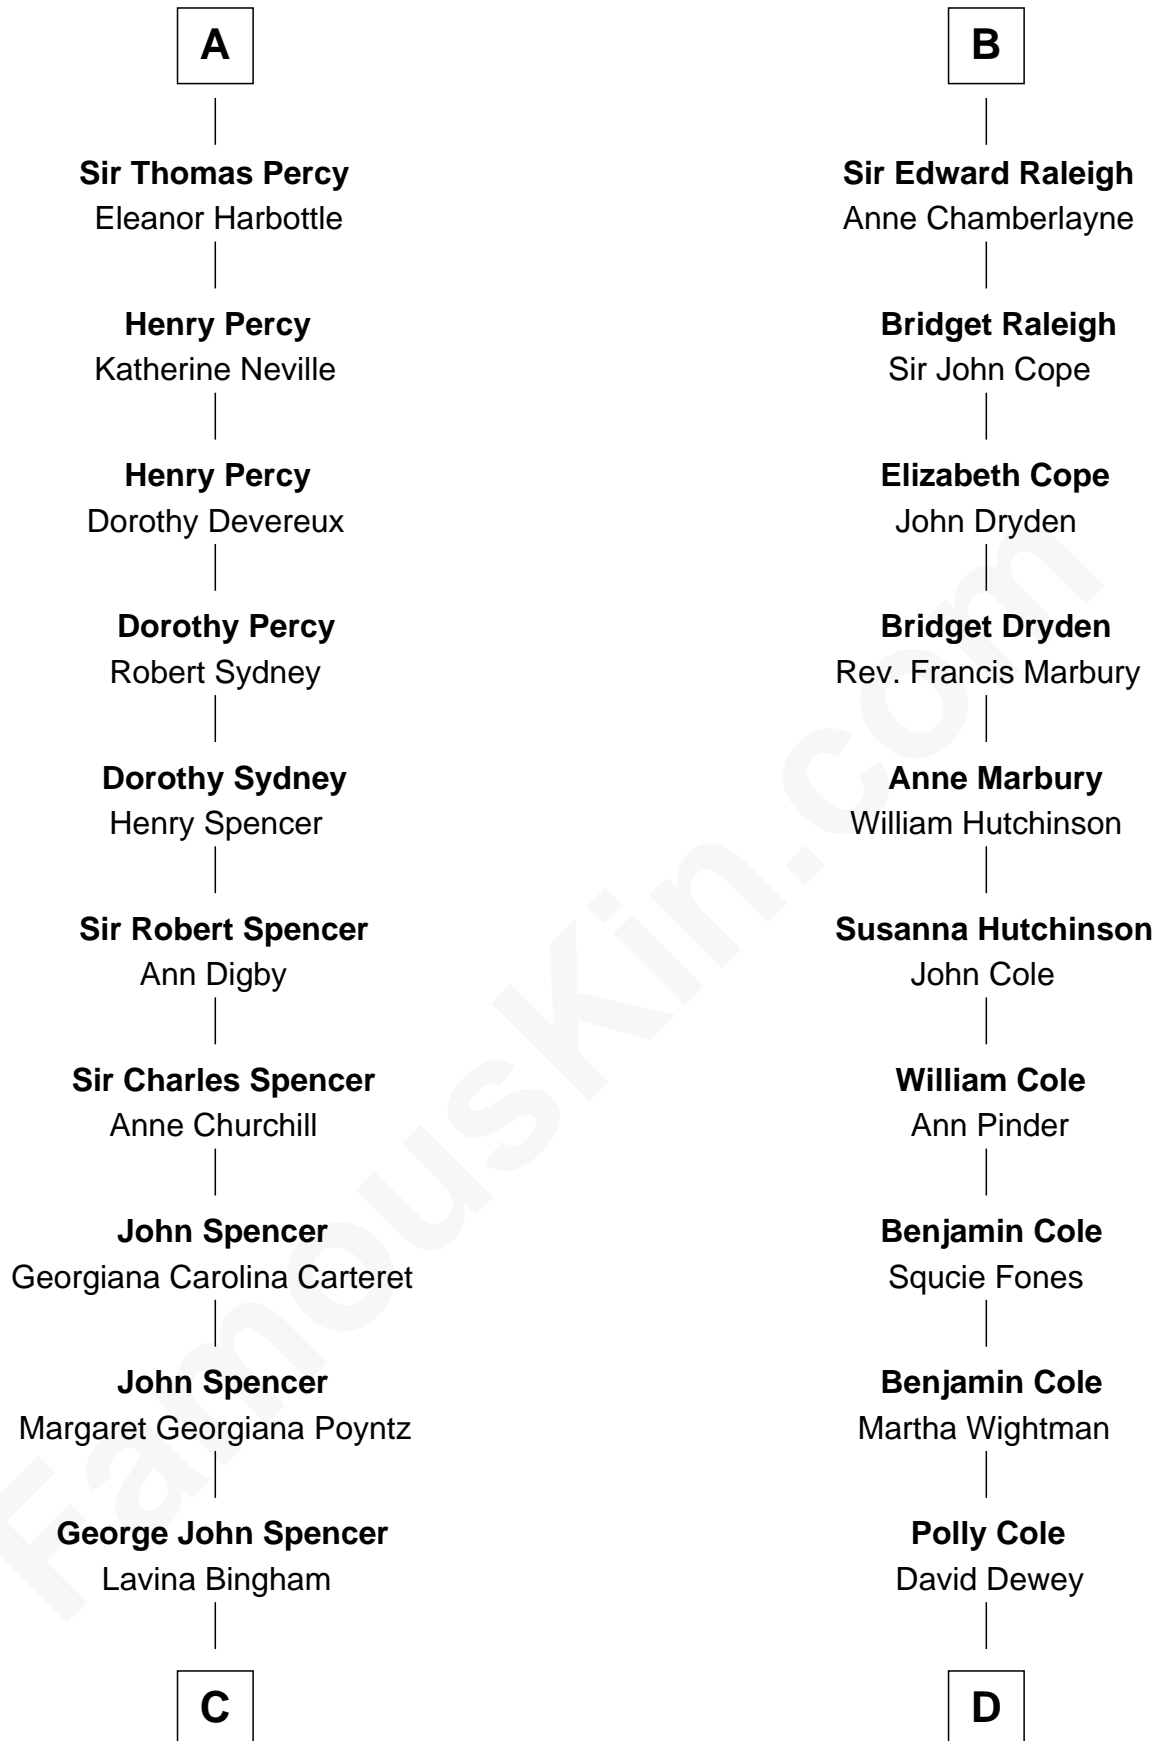 A
Sir Thomas Percy
Eleanor Harbottle
Henry Percy
Katherine Neville
Henry Percy
Dorothy Devereux
Dorothy Percy
Robert Sydney
Dorothy Sydney
Henry Spencer
Sir Robert Spencer
Ann Digby
Sir Charles Spencer
Anne Churchill
John Spencer
Georgiana Carolina Carteret
John Spencer
Margaret Georgiana Poyntz
George John Spencer
Lavina Bingham
C
B
Sir Edward Raleigh
Anne Chamberlayne
Bridget Raleigh
Sir John Cope
Elizabeth Cope
John Dryden
Bridget Dryden
Rev. Francis Marbury
Anne Marbury
William Hutchinson
Susanna Hutchinson
John Cole
William Cole
Ann Pinder
Benjamin Cole
Squcie Fones
Benjamin Cole
Martha Wightman
Polly Cole
David Dewey
D
FamousKin.com